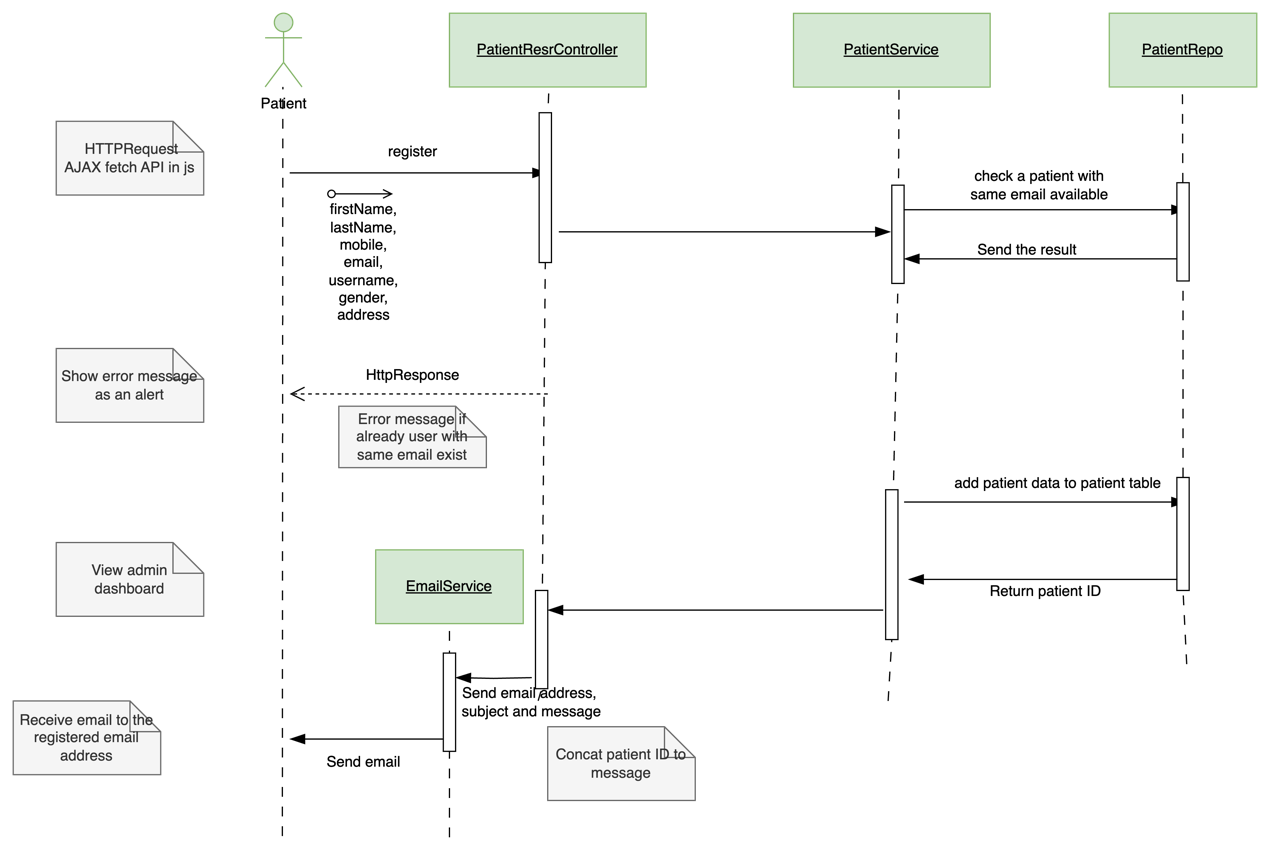 PatientResrController
PatientService
PatientRepo
Patient
HTTPRequest
AJAX fetch API in js
register
firstName,
lastName,
mobile,
email,
username,
gender,
address
check a patient with
same email available
Send the result
Show error message
as an alert
HttpResponse
Error message if
already user with
same email exist
add patient data to patient table
Return patient ID
View admin
dashboard
EmailService
Send email address,
subject and message
Receive email to the
registered email
address
Send email
Concat patient ID to
message